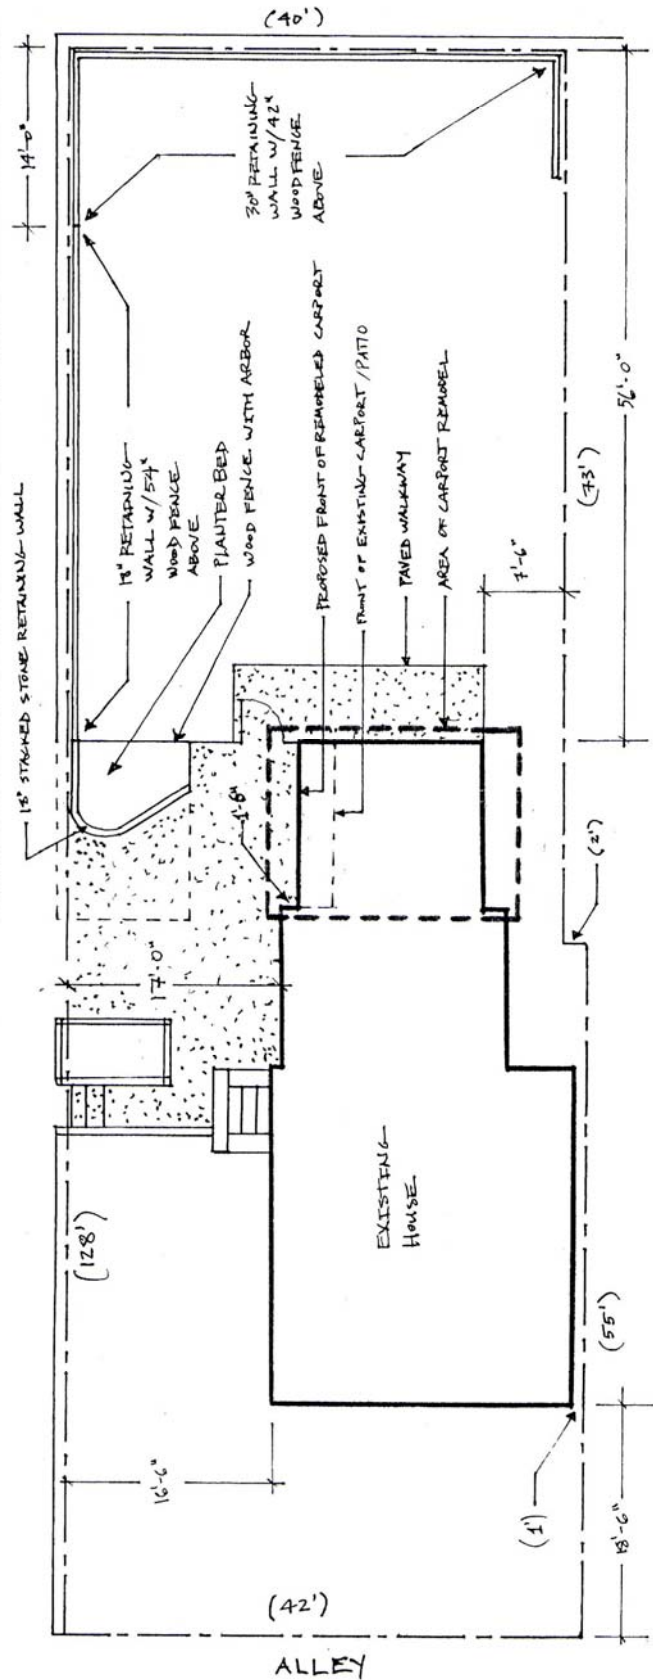 (40')
14'-0"
30" RETAINING
WALL W/ 42"
WOOD FENCE
ABOVE
18" STACKED STONE RETAINING WALL
18" RETAINING
WALL W/ 54"
WOOD FENCE
ABOVE
PLANTER BED
WOOD FENCE WITH ARBOR
PROPOSED FRONT OF REMODELED CARPORT
FRONT OF EXISTING CARPORT / PATIO
PAVED WALKWAY
AREA OF CARPORT REMODEL
7'-6"
(73')
56'-0"
1'-6"
17'-0"
(2')
(128')
EXISTING
HOUSE
(55')
16'-6"
(1')
18'-6"
(42')
ALLEY